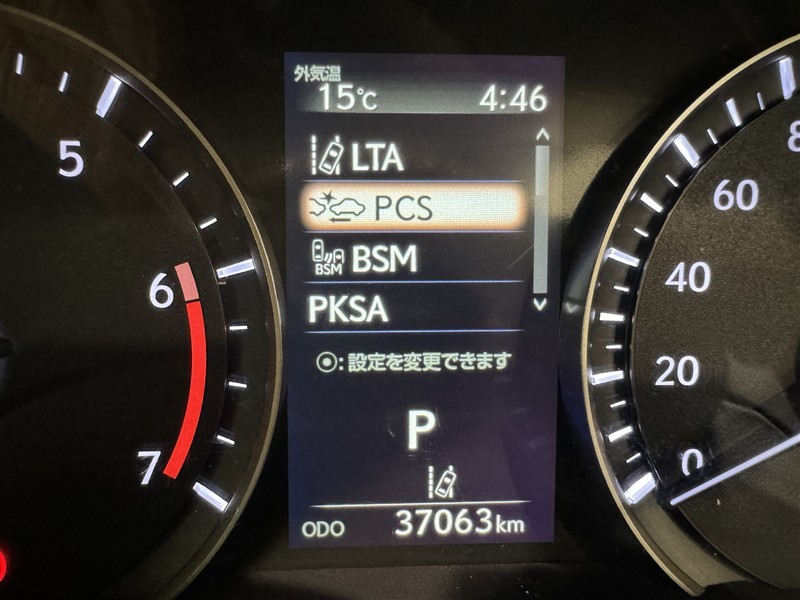 外気温
15℃ 4:46
LTA
PCS
BSM BSM
PKSA
◉:設定を変更できます
P
ODO 37063km
5
6
7
8
60
40
20
0